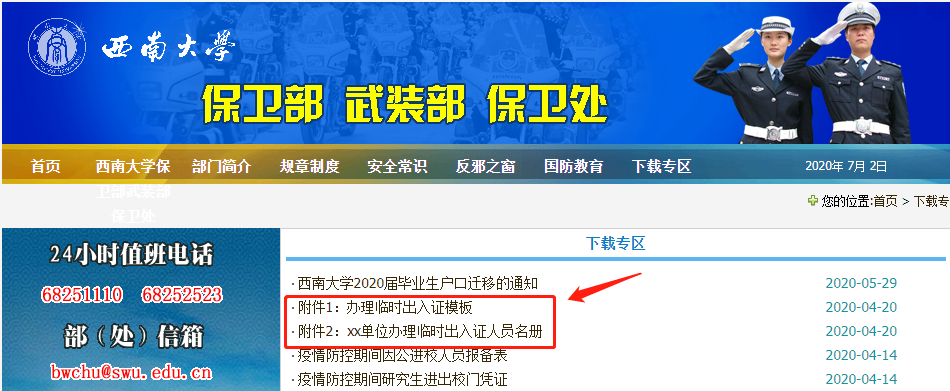 西南大学
保卫部 武装部 保卫处
首页 西南大学保卫部武装部保卫处 部门简介 规章制度 安全常识 反邪之窗 国防教育 下载专区 2020年 7月 2日
您的位置:首页 > 下载专
24小时值班电话
68251110 68252523
部（处）信箱
bwchu@swu.edu.cn
下载专区
· 西南大学2020届毕业生户口迁移的通知 2020-05-29
· 附件1：办理临时出入证模板 2020-04-20
· 附件2：xx单位办理临时出入证人员名册 2020-04-20
· 疫情防控期间因公进校人员报备表 2020-04-14
· 疫情防控期间研究生进出校门凭证 2020-04-14